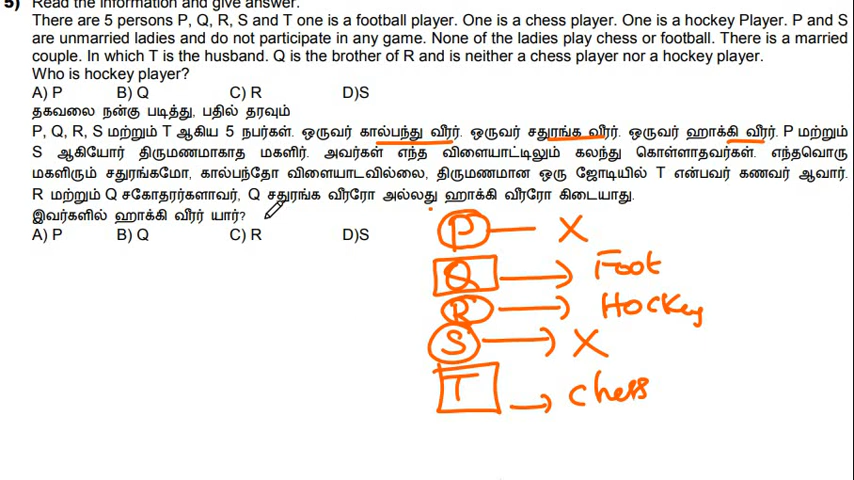 5) Read the information and give answer.
There are 5 persons P, Q, R, S and T one is a football player. One is a chess player. One is a hockey Player. P and S
are unmarried ladies and do not participate in any game. None of the ladies play chess or football. There is a married
couple. In which T is the husband. Q is the brother of R and is neither a chess player nor a hockey player.
Who is hockey player?
A) P B) Q C) R D)S
தகவலை நன்கு படித்து, பதில் தரவும்
P, Q, R, S மற்றும் T ஆகிய 5 நபர்கள். ஒருவர் கால்பந்து வீரர். ஒருவர் சதுரங்க வீரர். ஒருவர் ஹாக்கி வீரர். P மற்றும்
S ஆகியோர் திருமணமாகாத மகளிர். அவர்கள் எந்த விளையாட்டிலும் கலந்து கொள்ளாதவர்கள். எந்தவொரு
மகளிரும் சதுரங்கமோ, கால்பந்தோ விளையாடவில்லை, திருமணமான ஒரு ஜோடியில் T என்பவர் கணவர் ஆவார்.
R மற்றும் Q சகோதரர்களாவர், Q சதுரங்க வீரரோ அல்லது ஹாக்கி வீரரோ கிடையாது.
இவர்களில் ஹாக்கி வீரர் யார்?
A) P B) Q C) R D)S
P X
Q Foot
R Hockey
S X
T Chess